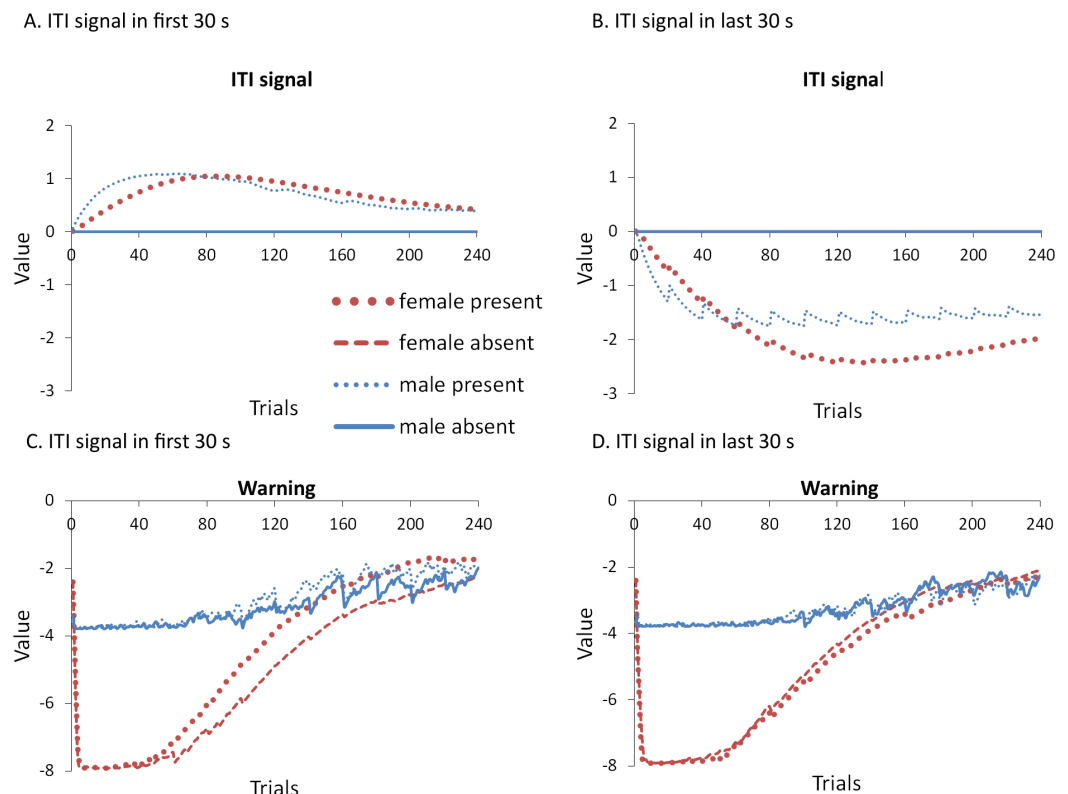 A. ITI signal in first 30 s
B. ITI signal in last 30 s
ITI signal
ITI signal
2
1
0
-1
-2
-3
0 40 80 120 160 200 240
Value
Trials
2
1
0
-1
-2
-3
0 40 80 120 160 200 240
Value
Trials
female present
female absent
male present
male absent
C. ITI signal in first 30 s
D. ITI signal in last 30 s
Warning
Warning
0
-2
-4
-6
-8
0 40 80 120 160 200 240
Value
Trials
0
-2
-4
-6
-8
0 40 80 120 160 200 240
Value
Trials